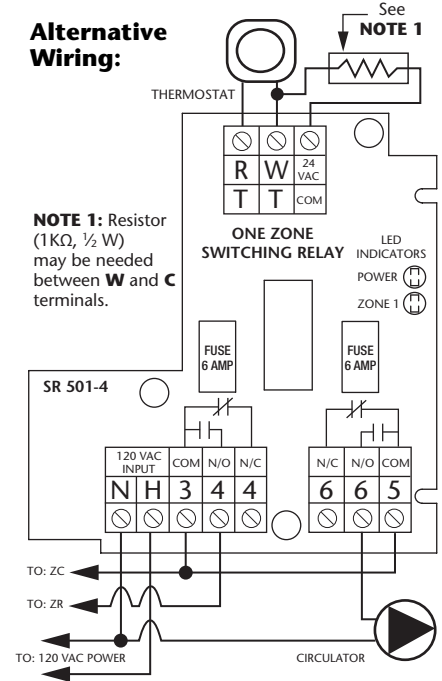 Alternative
Wiring:
See
NOTE 1
THERMOSTAT
R W 24 VAC
T T COM
NOTE 1: Resistor
(1KΩ, ½ W)
may be needed
between W and C
terminals.
ONE ZONE
SWITCHING RELAY
LED
INDICATORS
POWER
ZONE 1
FUSE
6 AMP
FUSE
6 AMP
SR 501-4
120 VAC
INPUT
COM N/O N/C
N H 3 4 4
N/C N/O COM
6 6 5
TO: ZC
TO: ZR
TO: 120 VAC POWER
CIRCULATOR